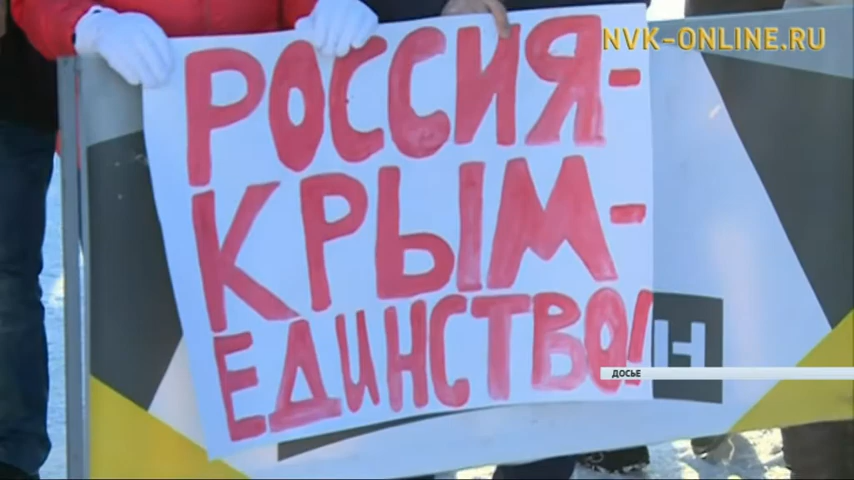 NVK-ONLINE.RU
РОССИЯ-
КРЫМ-
ЕДИНСТВО!
Н
ДОСЬЕ